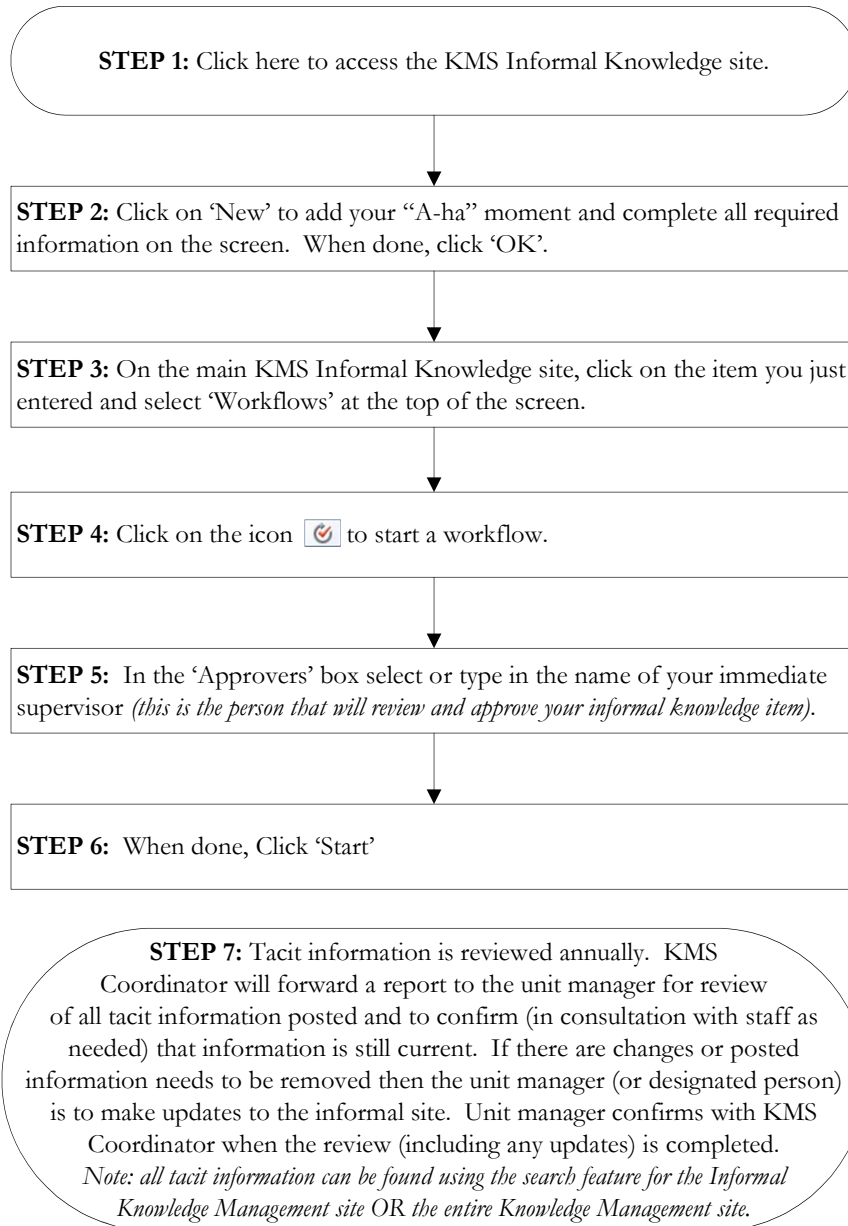 STEP 1: Click here to access the KMS Informal Knowledge site.
STEP 2: Click on ‘New’ to add your “A-ha” moment and complete all required
information on the screen.  When done, click ‘OK’.
STEP 3: On the main KMS Informal Knowledge site, click on the item you just
entered and select ‘Workflows’ at the top of the screen.
STEP 4: Click on the icon to start a workflow.
STEP 5:  In the ‘Approvers’ box select or type in the name of your immediate
supervisor (this is the person that will review and approve your informal knowledge item).
STEP 6:  When done, Click ‘Start’
STEP 7: Tacit information is reviewed annually.  KMS
Coordinator will forward a report to the unit manager for review
of all tacit information posted and to confirm (in consultation with staff as
needed) that information is still current.  If there are changes or posted
information needs to be removed then the unit manager (or designated person)
is to make updates to the informal site.  Unit manager confirms with KMS
Coordinator when the review (including any updates) is completed.
Note: all tacit information can be found using the search feature for the Informal
Knowledge Management site OR the entire Knowledge Management site.